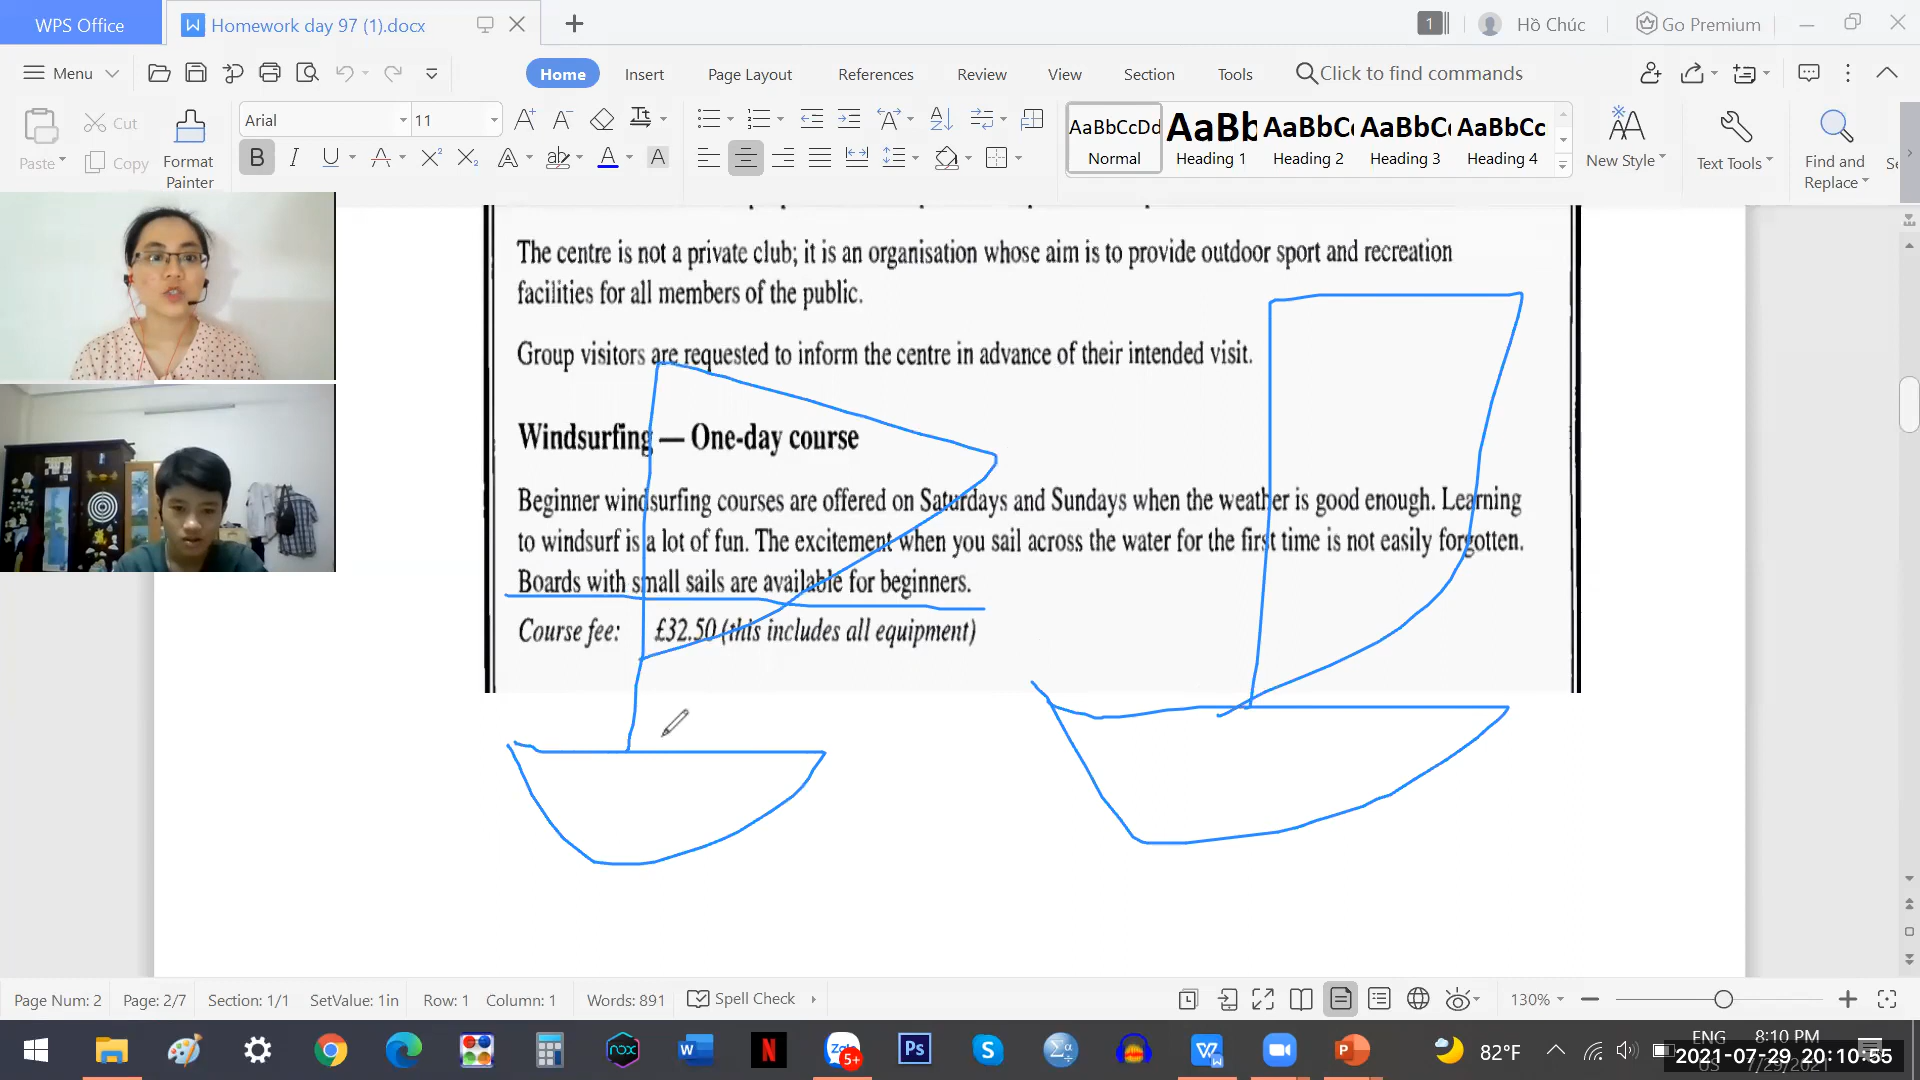 WPS Office
Homework day 97 (1).docx
1
Hồ Chúc
Go Premium
Menu
Home
Insert
Page Layout
References
Review
View
Section
Tools
Click to find commands
Paste
Cut
Copy
Format Painter
Arial
11
AaBbCcDd
Normal
AaBb
Heading 1
AaBbC
Heading 2
AaBbC
Heading 3
AaBbCc
Heading 4
New Style
Text Tools
Find and Replace
The centre is not a private club; it is an organisation whose aim is to provide outdoor sport and recreation
facilities for all members of the public.
Group visitors are requested to inform the centre in advance of their intended visit.
Windsurfing — One-day course
Beginner windsurfing courses are offered on Saturdays and Sundays when the weather is good enough. Learning
to windsurf is a lot of fun. The excitement when you sail across the water for the first time is not easily forgotten.
Boards with small sails are available for beginners.
Course fee: £32.50 (this includes all equipment)
Page Num: 2 Page: 2/7 Section: 1/1 SetValue: 1in Row: 1 Column: 1 Words: 891 Spell Check 130%
82°F
ENG
8:10 PM
2021-07-29 20:10:55